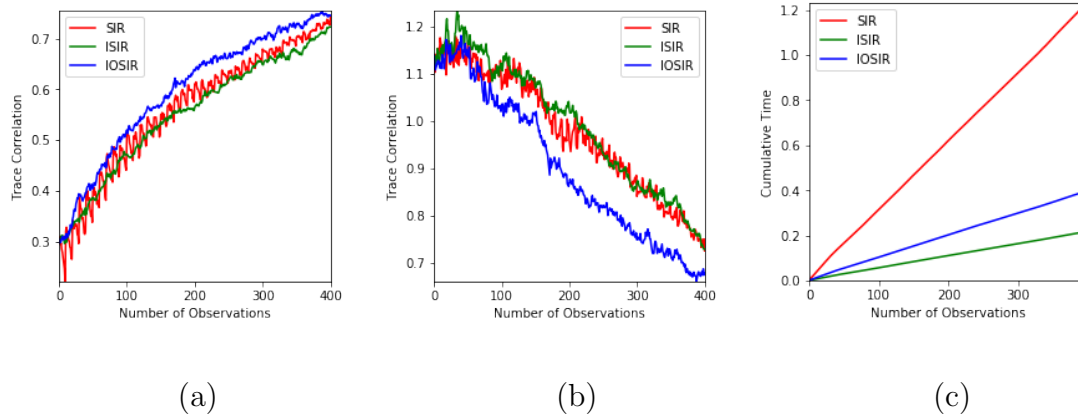 SIR
ISIR
IOSIR
0.7
0.6
0.5
0.4
0.3
Trace Correlation
0
100
200
300
400
Number of Observations
(a)
SIR
ISIR
IOSIR
1.2
1.1
1.0
0.9
0.8
0.7
Trace Correlation
0
100
200
300
400
Number of Observations
(b)
SIR
ISIR
IOSIR
1.2
1.0
0.8
0.6
0.4
0.2
0.0
Cumulative Time
0
100
200
300
Number of Observations
(c)